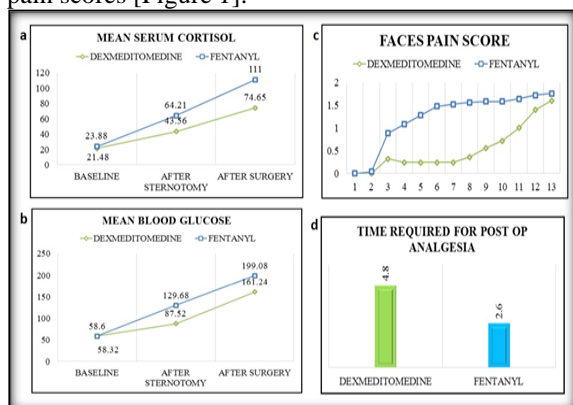 pain scores [Figure 1].
a
MEAN SERUM CORTISOL
DEXMEDITOMEDINE FENTANYL
120
100
80
60
40
20
0
23.88
21.48
64.21
43.56
111
74.65
BASELINE AFTER STERNOTOMY AFTER SURGERY
b
MEAN BLOOD GLUCOSE
DEXMEDITOMEDINE FENTANYL
250
200
150
100
50
0
58.6
58.32
129.68
87.52
199.08
161.24
BASELINE AFTER STERNOTOMY AFTER SURGERY
c
FACES PAIN SCORE
DEXMEDITOMEDINE FENTANYL
2
1.5
1
0.5
0
1 2 3 4 5 6 7 8 9 10 11 12 13
d
TIME REQUIRED FOR POST OP
ANALGESIA
4.8
2.6
DEXMEDITOMEDINE FENTANYL